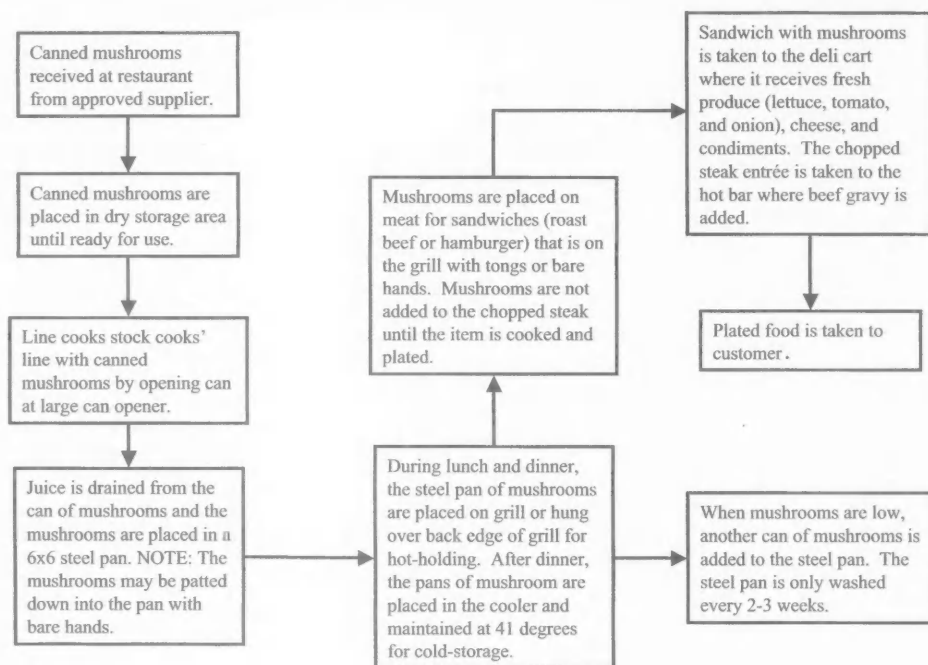 Canned mushrooms
received at restaurant
from approved supplier.
Canned mushrooms are
placed in dry storage area
until ready for use.
Line cooks stock cooks'
line with canned
mushrooms by opening can
at large can opener.
Juice is drained from the
can of mushrooms and the
mushrooms are placed in a
6x6 steel pan. NOTE: The
mushrooms may be patted
down into the pan with
bare hands.
During lunch and dinner,
the steel pan of mushrooms
are placed on grill or hung
over back edge of grill for
hot-holding. After dinner,
the pans of mushroom are
placed in the cooler and
maintained at 41 degrees
for cold-storage.
Mushrooms are placed on
meat for sandwiches (roast
beef or hamburger) that is on
the grill with tongs or bare
hands. Mushrooms are not
added to the chopped steak
until the item is cooked and
plated.
Sandwich with mushrooms
is taken to the deli cart
where it receives fresh
produce (lettuce, tomato,
and onion), cheese, and
condiments. The chopped
steak entrée is taken to the
hot bar where beef gravy is
added.
Plated food is taken to
customer.
When mushrooms are low,
another can of mushrooms is
added to the steel pan. The
steel pan is only washed
every 2-3 weeks.